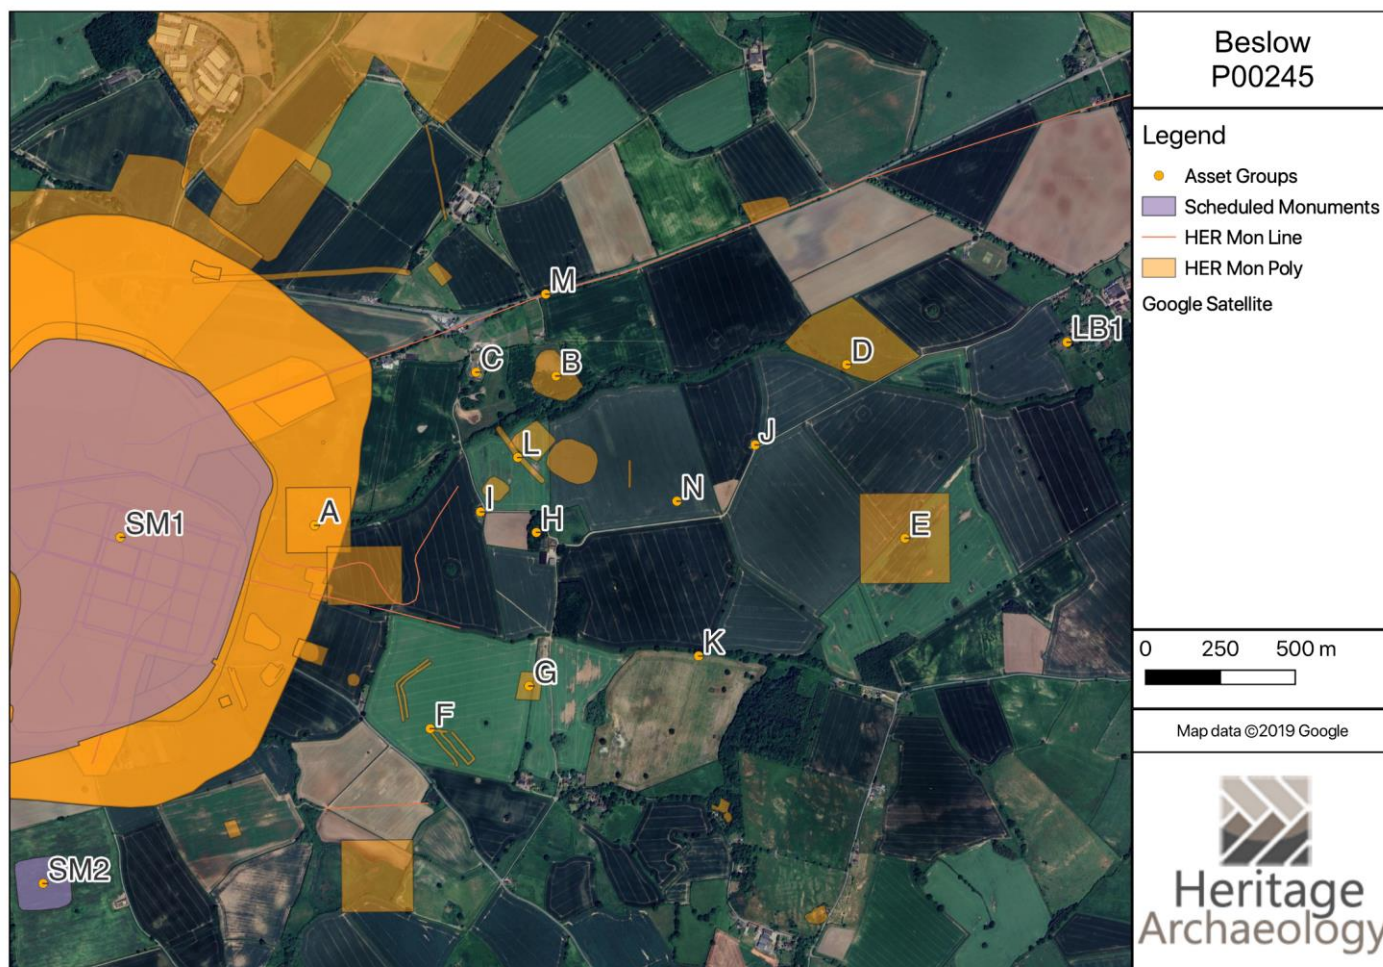 Beslow
P00245
Legend
Asset Groups
Scheduled Monuments
HER Mon Line
HER Mon Poly
Google Satellite
M
LB1
C
B
D
J
L
I
N
A
H
SM1
E
K
G
F
SM2
0 250 500 m
Map data ©2019 Google
Heritage
Archaeology